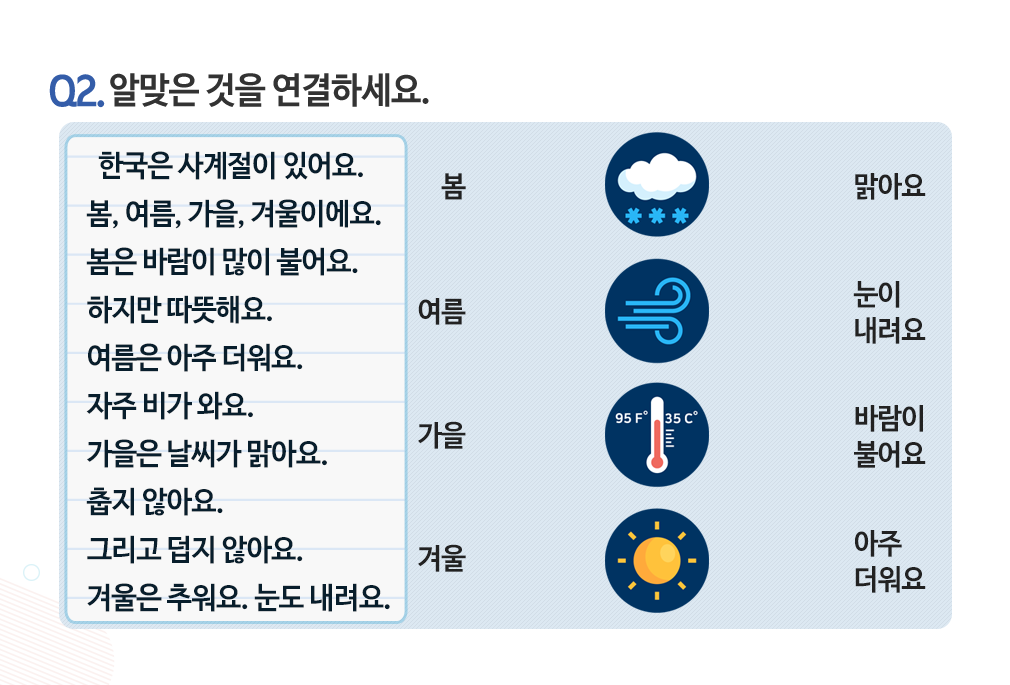 Q2. 알맞은 것을 연결하세요.
한국은 사계절이 있어요.
봄, 여름, 가을, 겨울이에요.
봄은 바람이 많이 불어요.
하지만 따뜻해요.
여름은 아주 더워요.
자주 비가 와요.
가을은 날씨가 맑아요.
춥지 않아요.
그리고 덥지 않아요.
겨울은 추워요. 눈도 내려요.
봄
맑아요
여름
눈이
내려요
가을
95 F° 35 C°
바람이
불어요
겨울
아주
더워요